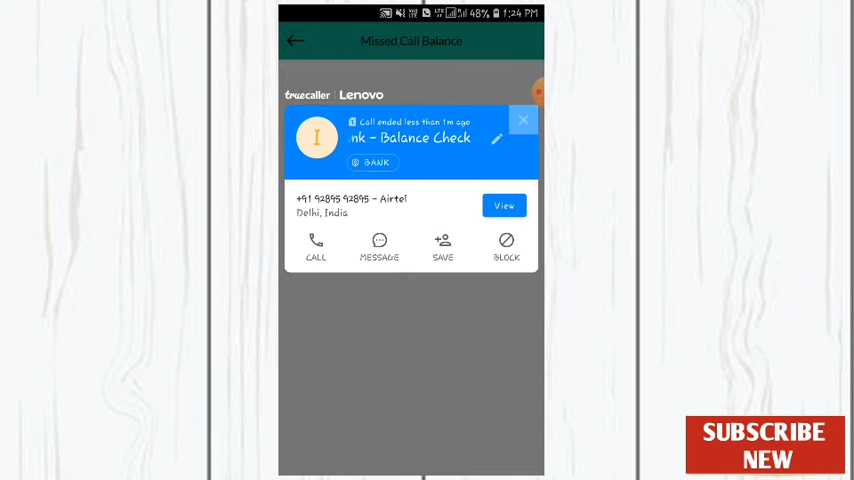 48% 1:24 PM
Missed Call Balance
truecaller | Lenovo
I
1 Call ended less than 1m ago
nk - Balance Check
BANK
+91 92895 92895 - Airtel
View
Delhi, India
CALL MESSAGE SAVE BLOCK
SUBSCRIBE
NEW